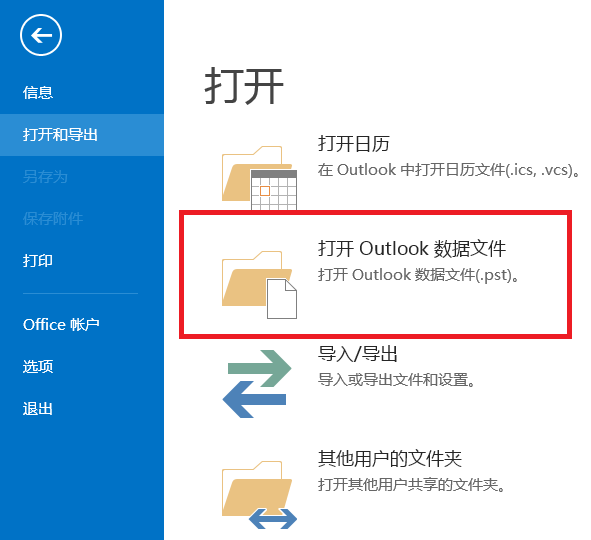 信息
打开和导出
另存为
保存附件
打印
Office 帐户
选项
退出
打开
打开日历
在 Outlook 中打开日历文件(.ics, .vcs)。
打开 Outlook 数据文件
打开 Outlook 数据文件(.pst)。
导入/导出
导入或导出文件和设置。
其他用户的文件夹
打开其他用户共享的文件夹。